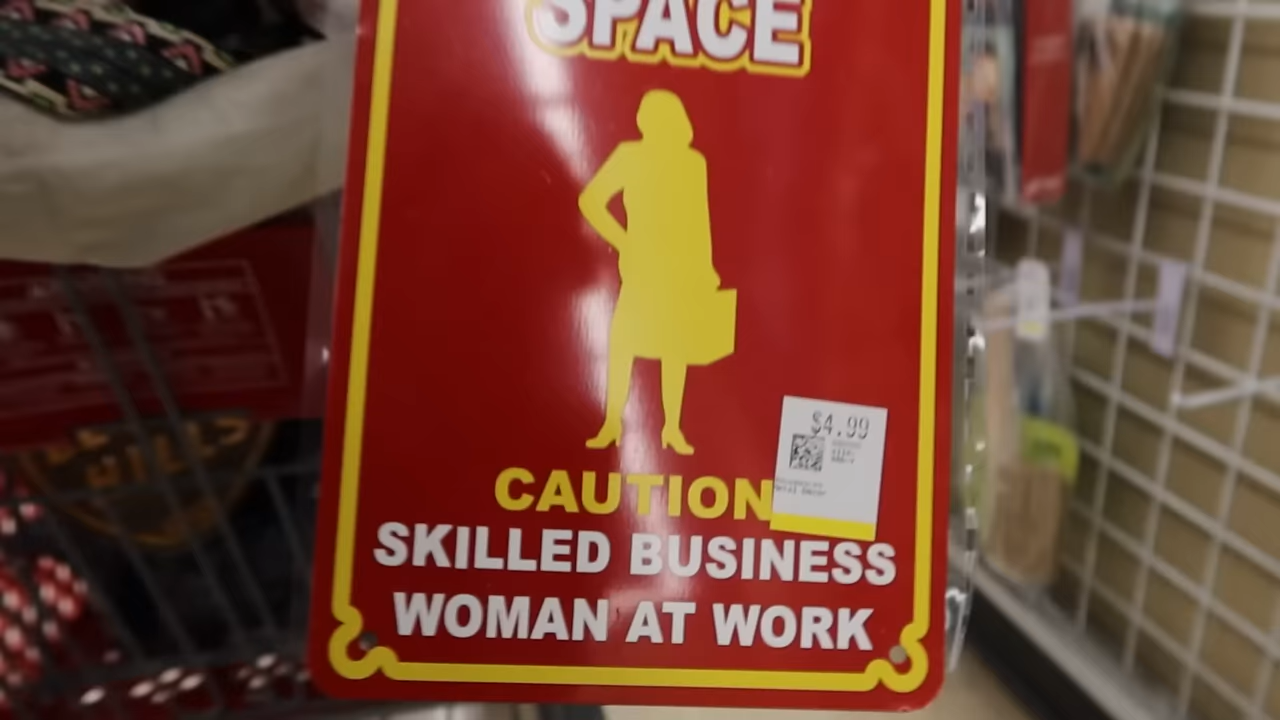 SPACE
$4.99
CAUTION
SKILLED BUSINESS
WOMAN AT WORK